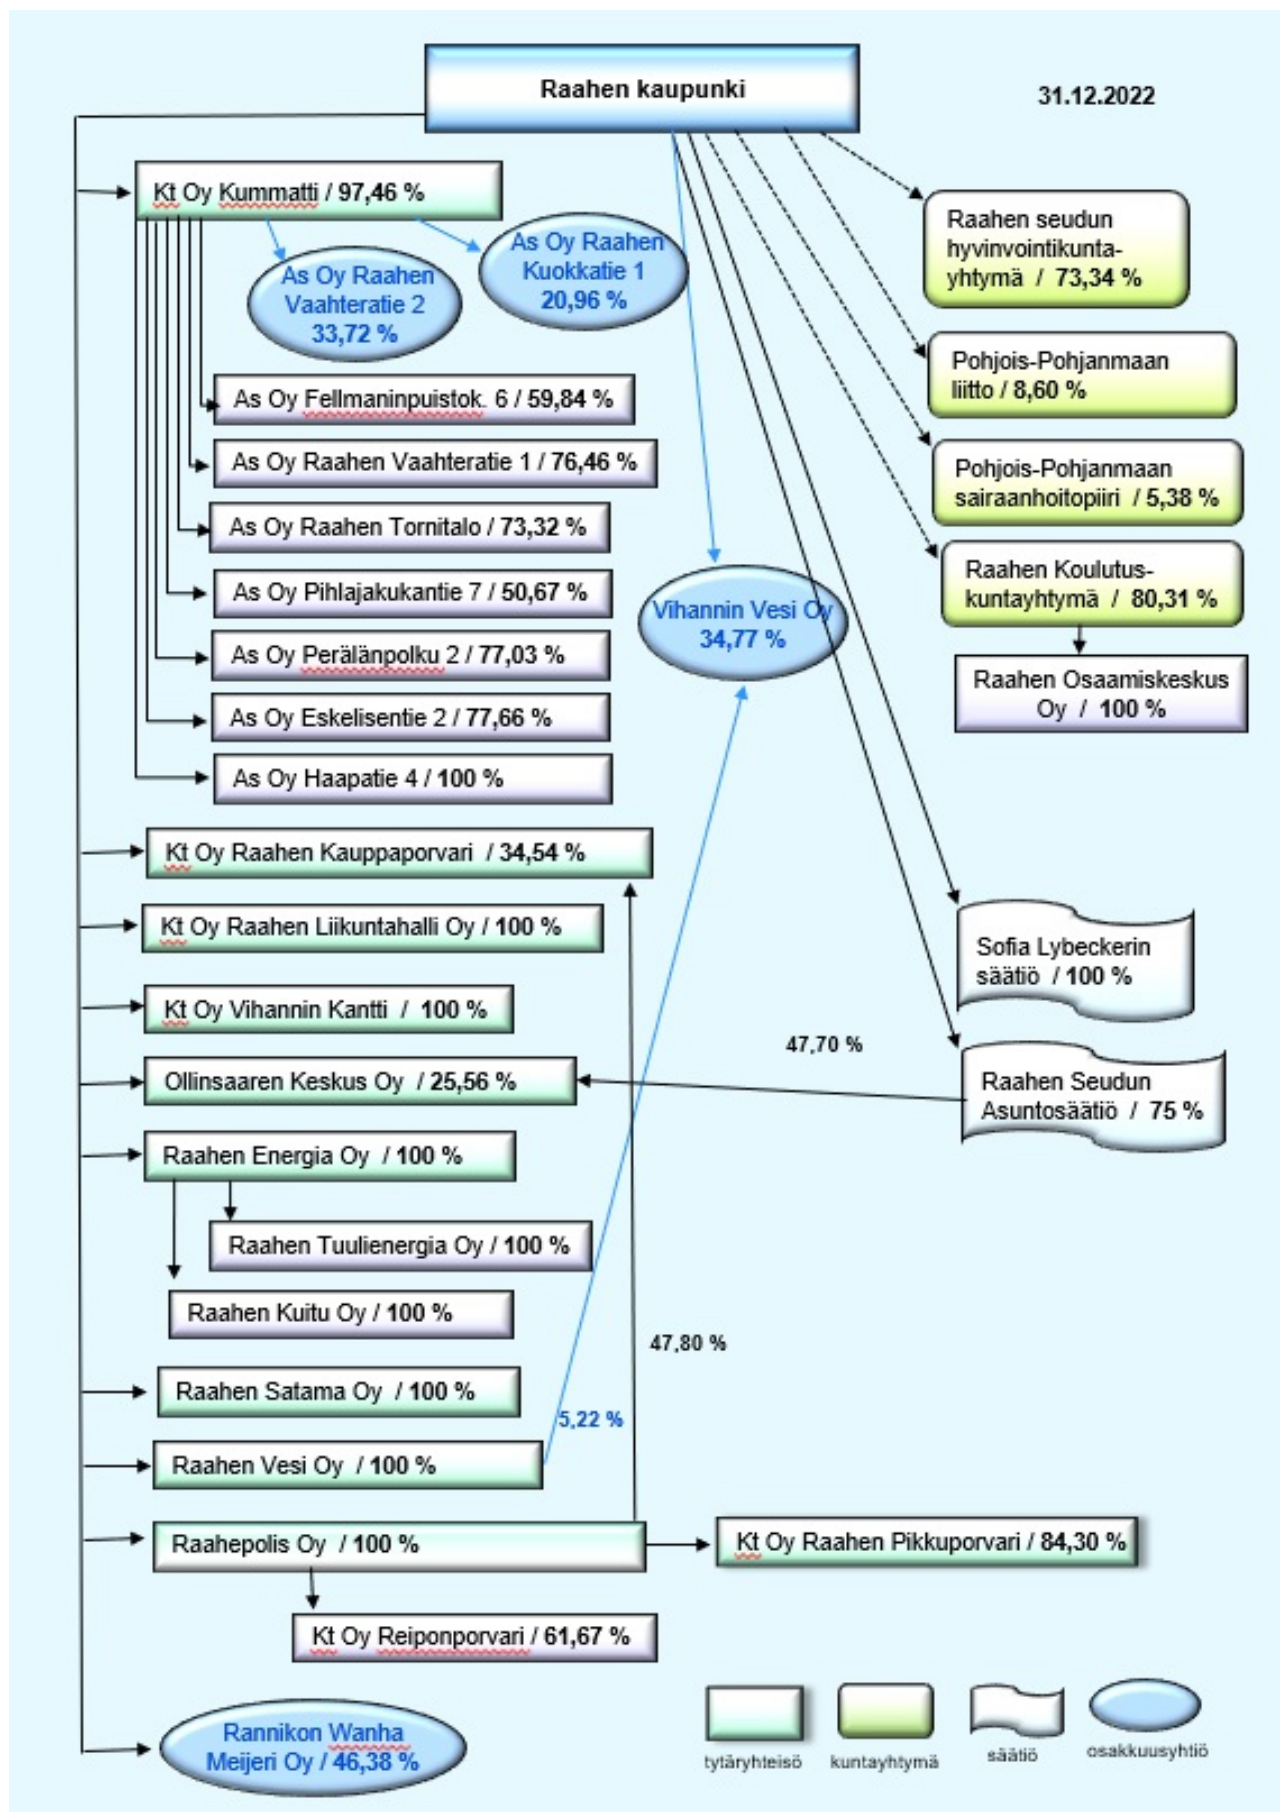 Raahen kaupunki
31.12.2022
Kt Oy Kummatti / 97,46 %
As Oy Raahen
Vaahteratie 2
33,72 %
As Oy Raahen
Kuokkatie 1
20,96 %
Raahen seudun
hyvinvointikunta-
yhtymä / 73,34 %
Pohjois-Pohjanmaan
liitto / 8,60 %
Pohjois-Pohjanmaan
sairaanhoitopiiri / 5,38 %
Raahen Koulutus-
kuntayhtymä / 80,31 %
Raahen Osaamiskeskus
Oy / 100 %
As Oy Fellmaninpuistok. 6 / 59,84 %
As Oy Raahen Vaahteratie 1 / 76,46 %
As Oy Raahen Tornitalo / 73,32 %
As Oy Pihlajakukantie 7 / 50,67 %
As Oy Perälänpolku 2 / 77,03 %
As Oy Eskelisentie 2 / 77,66 %
As Oy Haapatie 4 / 100 %
Vihannin Vesi Oy
34,77 %
Kt Oy Raahen Kauppaporvari / 34,54 %
Kt Oy Raahen Liikuntahalli Oy / 100 %
Kt Oy Vihannin Kantti / 100 %
Ollinsaaren Keskus Oy / 25,56 %
Sofia Lybeckerin
säätiö / 100 %
47,70 %
Raahen Seudun
Asuntosäätiö / 75 %
Raahen Energia Oy / 100 %
Raahen Tuulienergia Oy / 100 %
Raahen Kuitu Oy / 100 %
47,80 %
Raahen Satama Oy / 100 %
5,22 %
Raahen Vesi Oy / 100 %
Raahepolis Oy / 100 %
Kt Oy Raahen Pikkuporvari / 84,30 %
Kt Oy Reiponporvari / 61,67 %
Rannikon Wanha
Meijeri Oy / 46,38 %
tytäryhteisö
kuntayhtymä
säätiö
osakkuusyhtiö